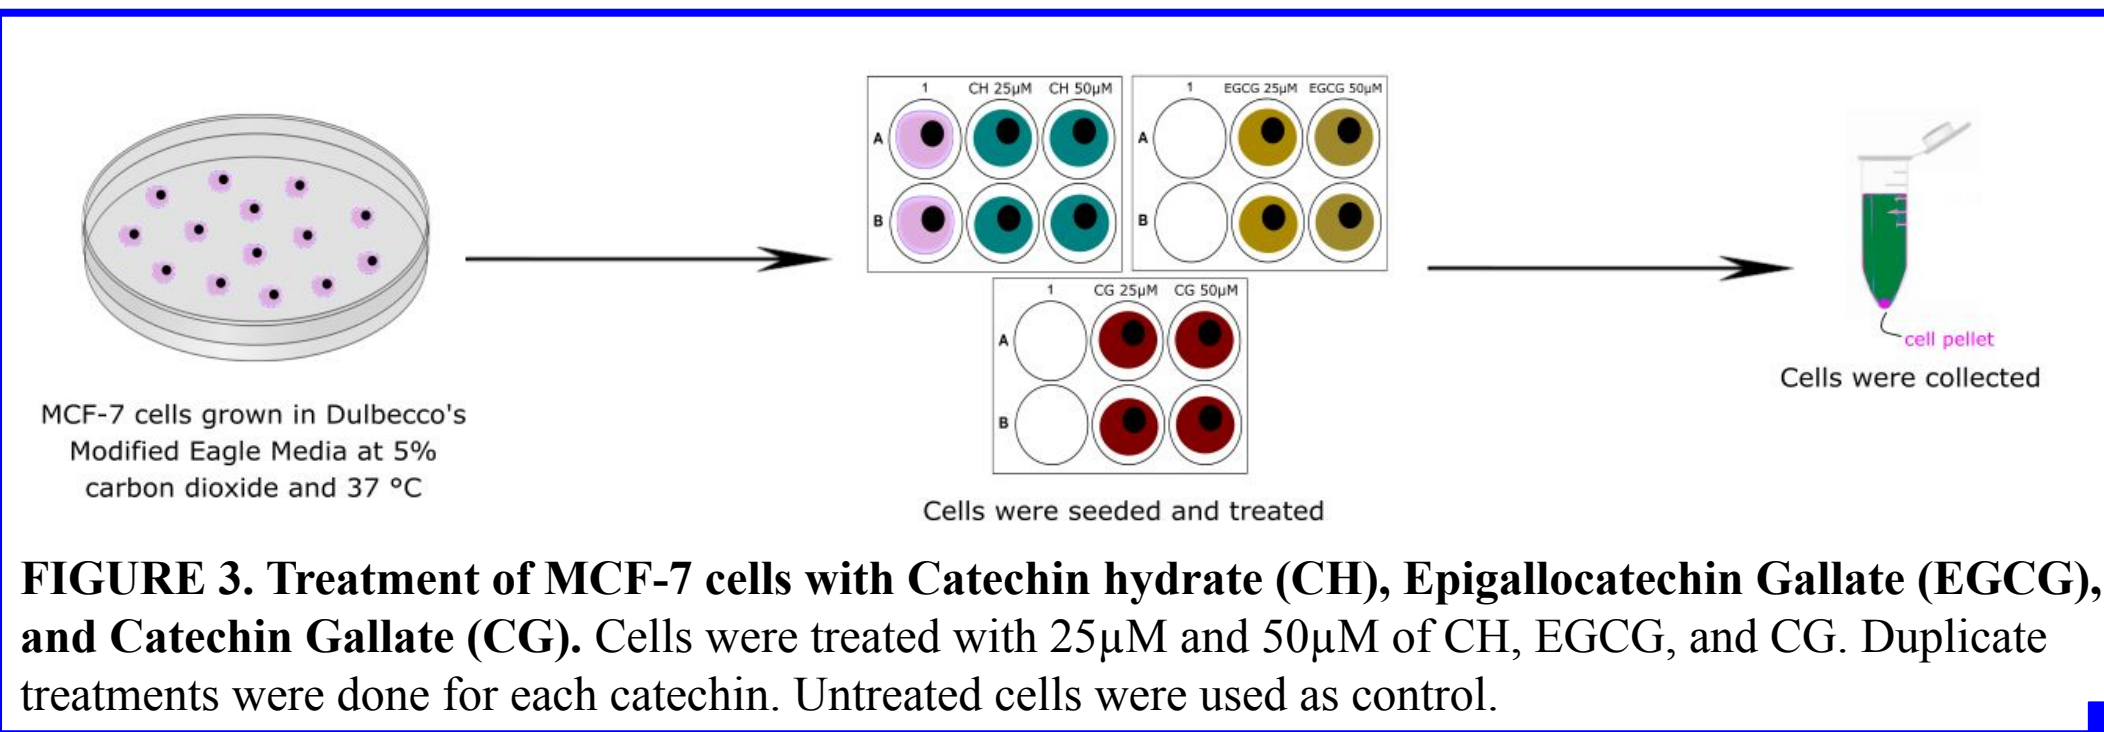 1 CH 25μM CH 50μM
A
B
1 EGCG 25μM EGCG 50μM
A
B
1 CG 25μM CG 50μM
A
B
cell pellet
Cells were collected
MCF-7 cells grown in Dulbecco's
Modified Eagle Media at 5%
carbon dioxide and 37 °C
Cells were seeded and treated
FIGURE 3. Treatment of MCF-7 cells with Catechin hydrate (CH), Epigallocatechin Gallate (EGCG),
and Catechin Gallate (CG). Cells were treated with 25μM and 50μM of CH, EGCG, and CG. Duplicate
treatments were done for each catechin. Untreated cells were used as control.